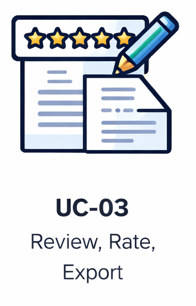 UC-03
Review, Rate,
Export